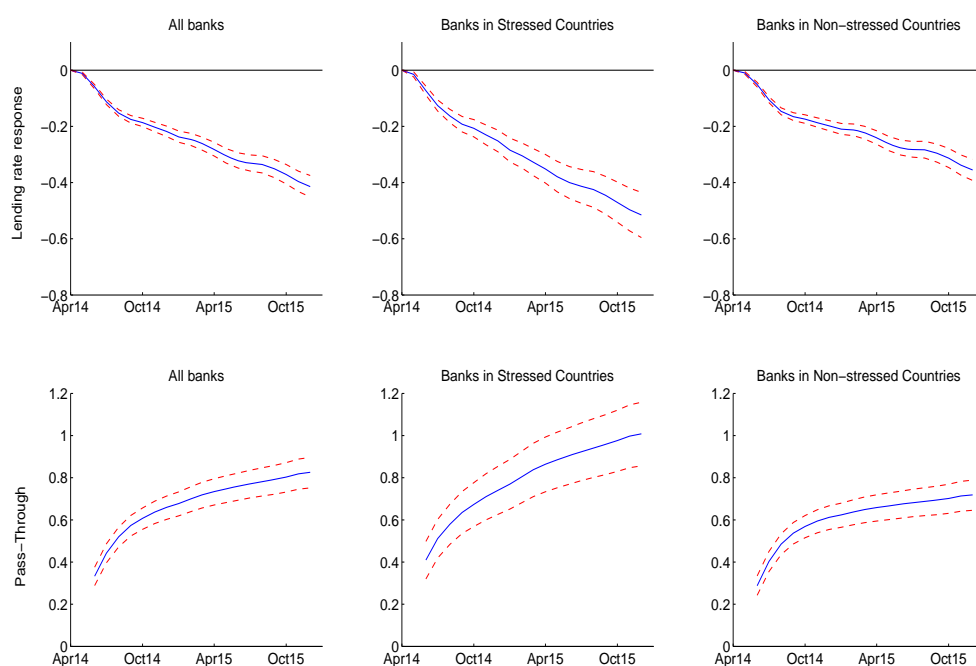 All banks
Banks in Stressed Countries
Banks in Non−stressed Countries
Lending rate response
0
−0.2
−0.4
−0.6
−0.8
Apr14 Oct14 Apr15 Oct15
0
−0.2
−0.4
−0.6
−0.8
Apr14 Oct14 Apr15 Oct15
0
−0.2
−0.4
−0.6
−0.8
Apr14 Oct14 Apr15 Oct15
All banks
Banks in Stressed Countries
Banks in Non−stressed Countries
Pass−Through
1.2
1
0.8
0.6
0.4
0.2
0
Apr14 Oct14 Apr15 Oct15
1.2
1
0.8
0.6
0.4
0.2
0
Apr14 Oct14 Apr15 Oct15
1.2
1
0.8
0.6
0.4
0.2
0
Apr14 Oct14 Apr15 Oct15